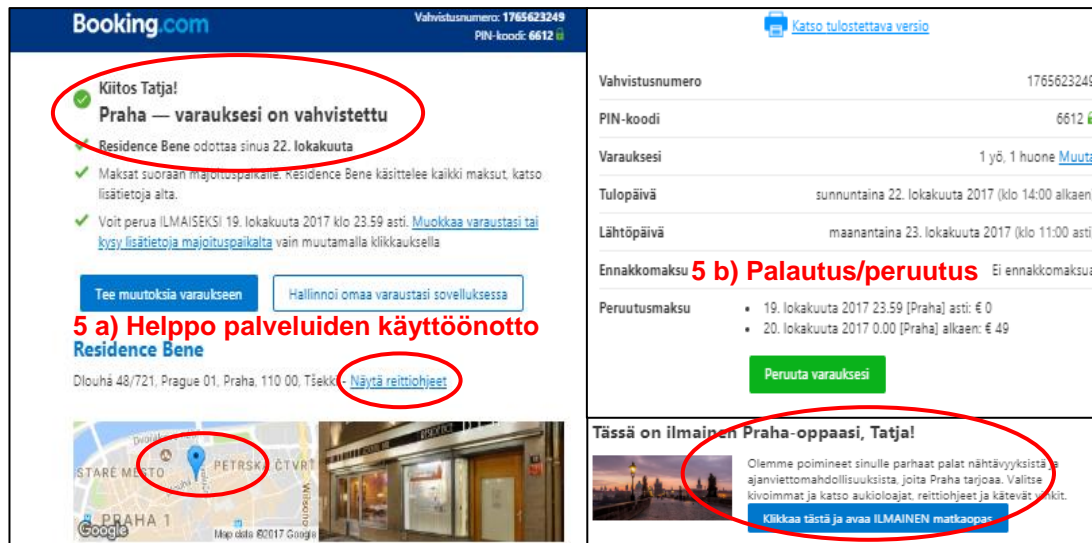 Booking.com
Vahvistusnumero: 1765623249
PIN-koodi: 6612
Kiitos Tatja!
Praha — varauksesi on vahvistettu
Residence Bene odottaa sinua 22. lokakuuta
Maksat suoraan majoituspaikalle. Residence Bene käsittelee kaikki maksut, katso
lisätietoja alta.
Voit perua ILMAISEKSI 19. lokakuuta 2017 klo 23.59 asti. Muokkaa varaustasi tai
kysy lisätietoja majoituspaikalta vain muutamalla klikkauksella
Tee muutoksia varaukseen
Hallinnoi omaa varaustasi sovelluksessa
5 a) Helppo palveluiden käyttöönotto
Residence Bene
Dlouhá 48/721, Prague 01, Praha, 110 00, Tšekki - Näytä reittiohjeet
STARÉ MĚSTO
PETRSKÁ ČTVRŤ
Wilsono
PRAHA 1
Google
Map data ©2017 Google
Katso tulostettava versio
Vahvistusnumero 1765623249
PIN-koodi 6612
Varauksesi 1 yö, 1 huone Muuta
Tulopäivä sunnuntaina 22. lokakuuta 2017 (klo 14:00 alkaen)
Lähtöpäivä maanantaina 23. lokakuuta 2017 (klo 11:00 asti)
Ennakkomaksu 5 b) Palautus/peruutus Ei ennakkomaksua
Peruutusmaksu
• 19. lokakuuta 2017 23.59 [Praha] asti: € 0
• 20. lokakuuta 2017 0.00 [Praha] alkaen: € 49
Peruuta varauksesi
Tässä on ilmainen Praha-oppaasi, Tatja!
Olemme poimineet sinulle parhaat palat nähtävyyksistä ja
ajanviettomahdollisuuksista, joita Praha tarjoaa. Valitse
kivoimmat ja katso aukioloajat, reittiohjeet ja kätevät vinkit.
Klikkaa tästä ja avaa ILMAINEN matkaopas